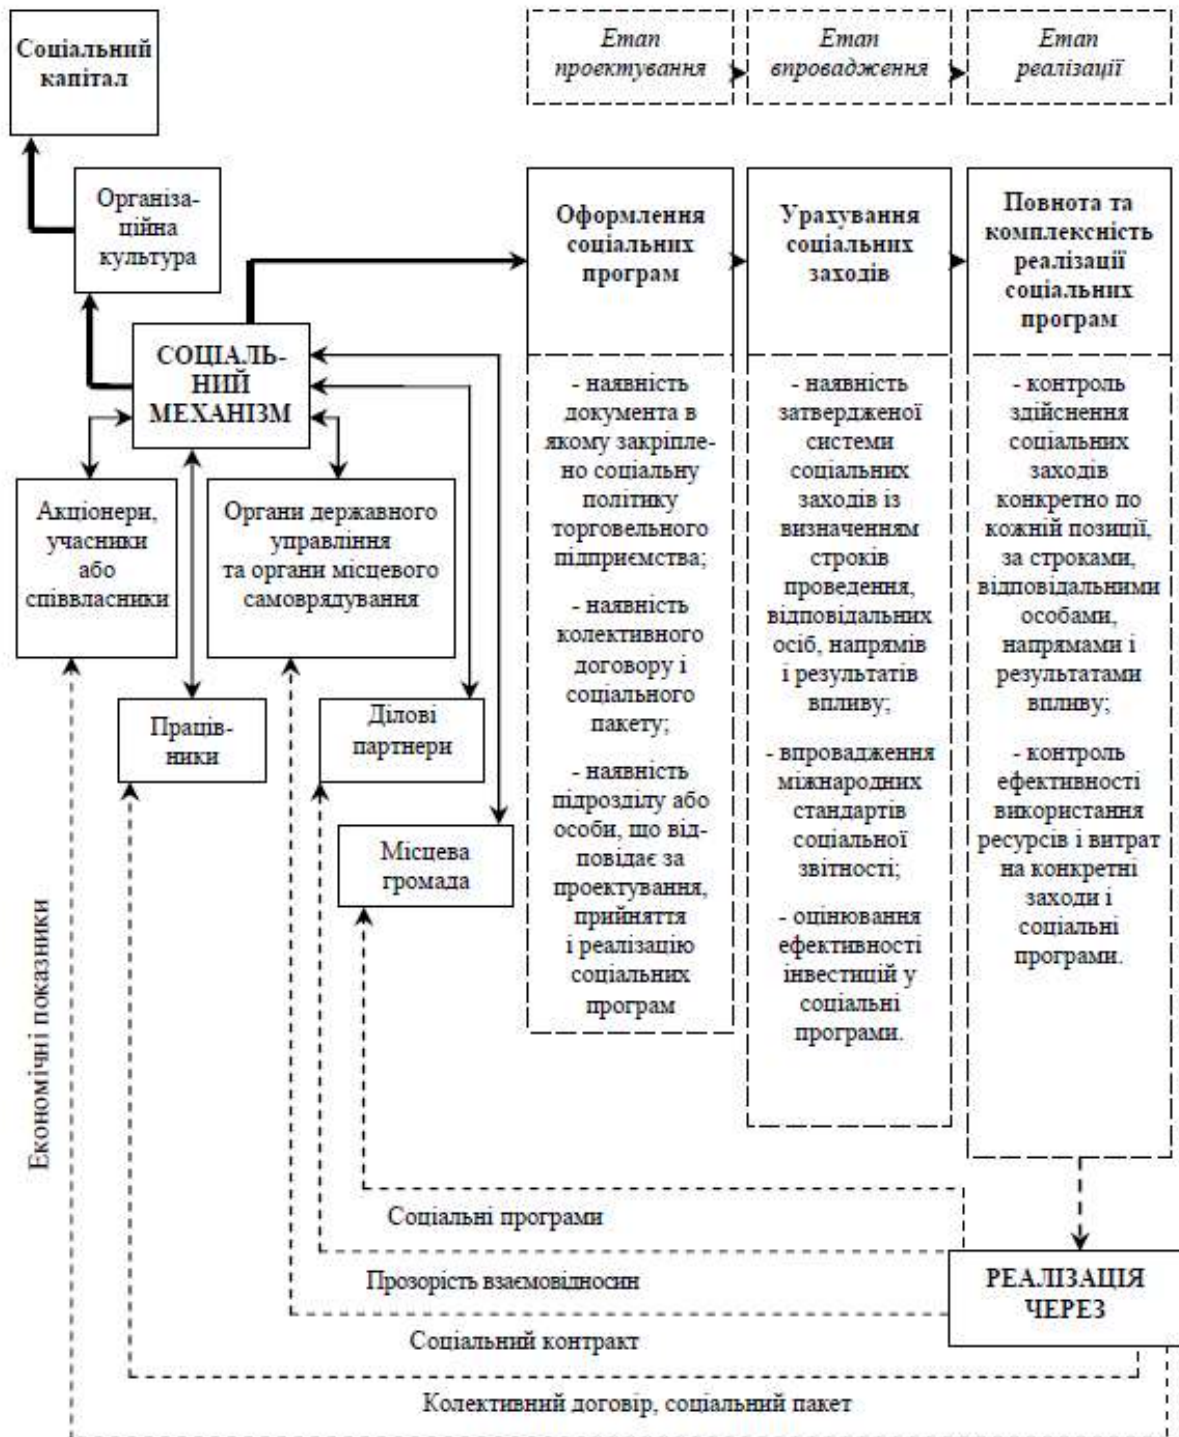 Соціальний
капітал
Етап
проектування
Етап
впровадження
Етап
реалізації
Організа-
ційна
культура
СОЦІАЛЬ-
НИЙ
МЕХАНІЗМ
Оформлення
соціальних
програм
Урахування
соціальних
заходів
Повнота та
комплексність
реалізації
соціальних
програм
Акціонери,
учасники
або
співвласники
Органи державного
управління
та органи місцевого
самоврядування
Праців-
ники
Ділові
партнери
Місцева
громада
- наявність
документа в
якому закріпле-
но соціальну
політику
торговельного
підприємства;
- наявність
колективного
договору і
соціального
пакету;
- наявність
підрозділу або
особи, що від-
повідає за
проектування,
прийняття
і реалізацію
соціальних
програм
- наявність
затвердженої
системи
соціальних
заходів із
визначенням
строків
проведення,
відповідальних
осіб, напрямів
і результатів
впливу;
- впровадження
міжнародних
стандартів
соціальної
звітності;
- оцінювання
ефективності
інвестицій у
соціальні
програми.
- контроль
здійснення
соціальних
заходів
конкретно по
кожній позиції,
за строками,
відповідальними
особами,
напрямами і
результатами
впливу;
- контроль
ефективності
використання
ресурсів і витрат
на конкретні
заходи і
соціальні
програми.
Економічні показники
Соціальні програми
Прозорість взаємовідносин
Соціальний контракт
Колективний договір, соціальний пакет
РЕАЛІЗАЦІЯ
ЧЕРЕЗ